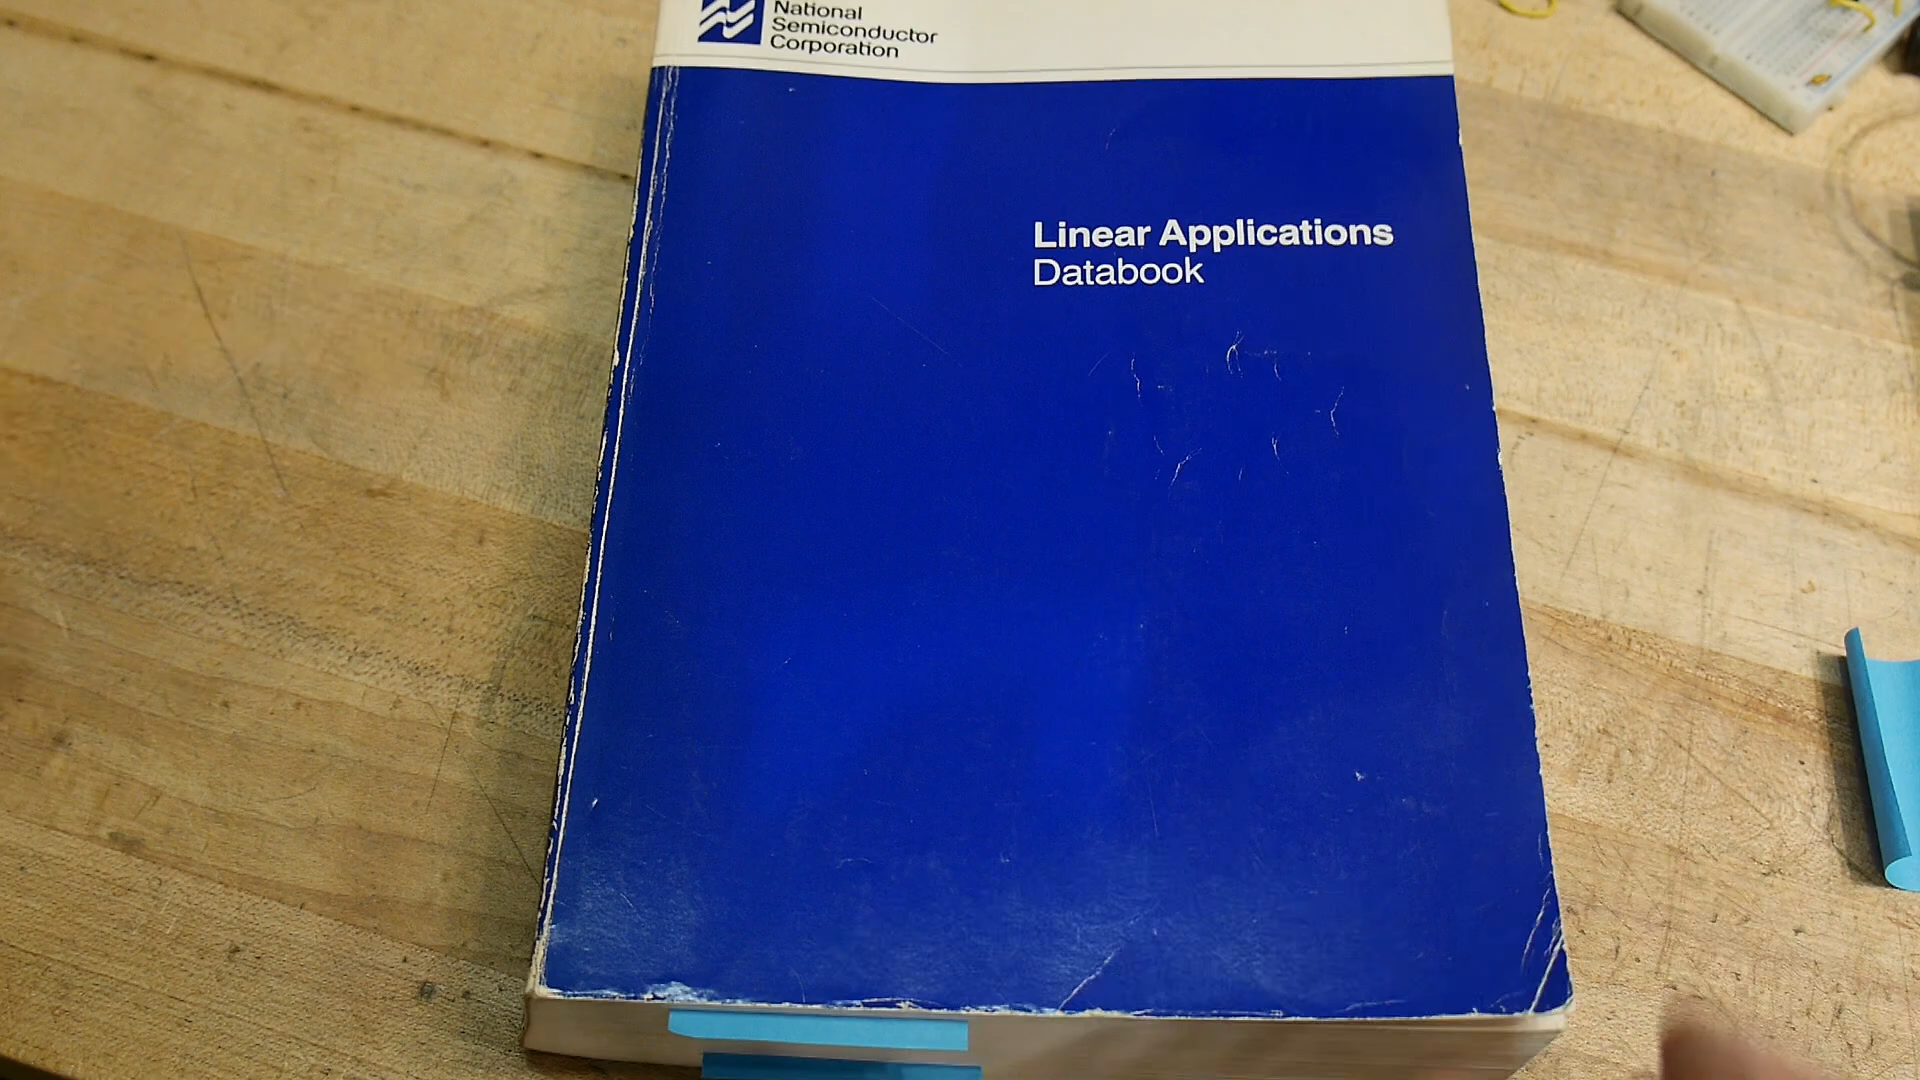 National
Semiconductor
Corporation
Linear Applications
Databook